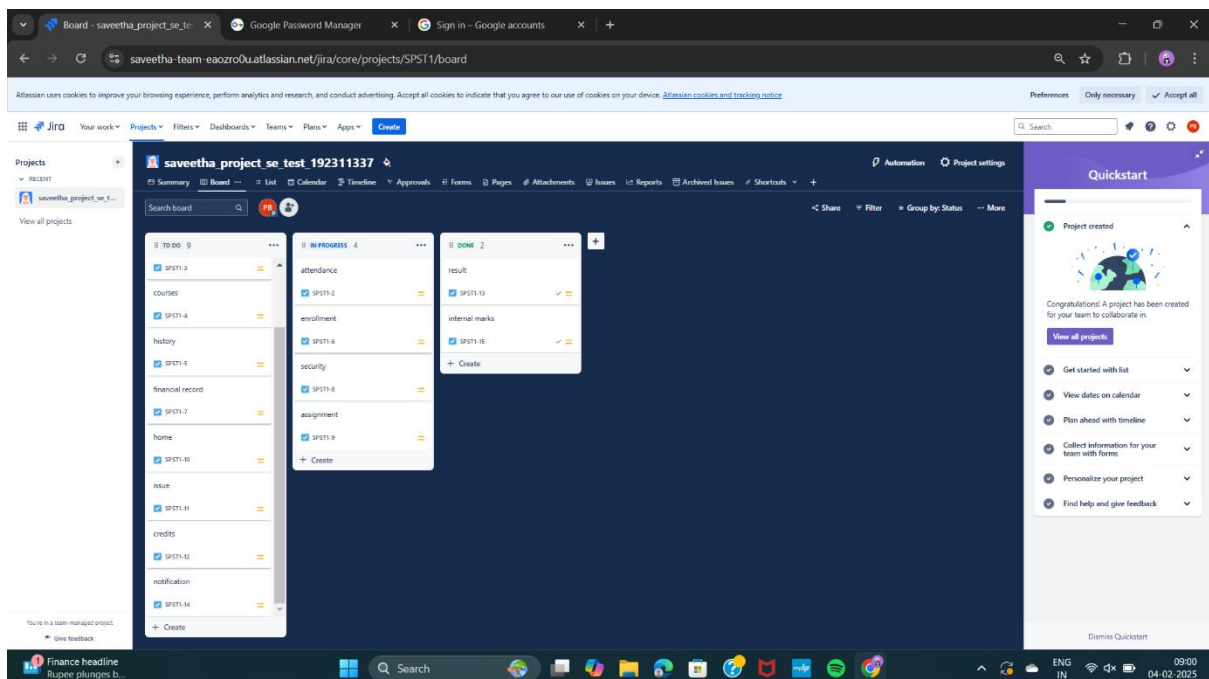 Board - saveetha_project_se_te
Google Password Manager
Sign in – Google accounts
saveetha-team-eaozro0u.atlassian.net/jira/core/projects/SPST1/board
Atlassian uses cookies to improve your browsing experience, perform analytics and research, and conduct advertising. Accept all cookies to indicate that you agree to our use of cookies on your device. Atlassian cookies and tracking notice
Preferences Only necessary Accept all
Jira Your work Projects Filters Dashboards Teams Plans Apps Create Search PB
Projects
RECENT
saveetha_project_se_t...
View all projects
saveetha_project_se_test_192311337
Automation Project settings
Summary Board List Calendar Timeline Approvals Forms Pages Attachments Issues Reports Archived Issues Shortcuts
Search board PB Share Filter Group by: Status More
TO DO 9
SPST1-3
courses
SPST1-4
history
SPST1-5
financial record
SPST1-7
home
SPST1-10
issue
SPST1-11
credits
SPST1-12
notification
SPST1-14
+ Create
IN PROGRESS 4
attendance
SPST1-2
enrollment
SPST1-6
security
SPST1-8
assignment
SPST1-9
+ Create
DONE 2
result
SPST1-13
internal marks
SPST1-15
+ Create
Quickstart
Project created
Congratulations! A project has been created
for your team to collaborate in.
View all projects
Get started with list
View dates on calendar
Plan ahead with timeline
Collect information for your
team with forms
Personalize your project
Find help and give feedback
Dismiss Quickstart
You're in a team-managed project
Give feedback
1
Finance headline
Rupee plunges b...
Search
ENG
IN
09:00
04-02-2025